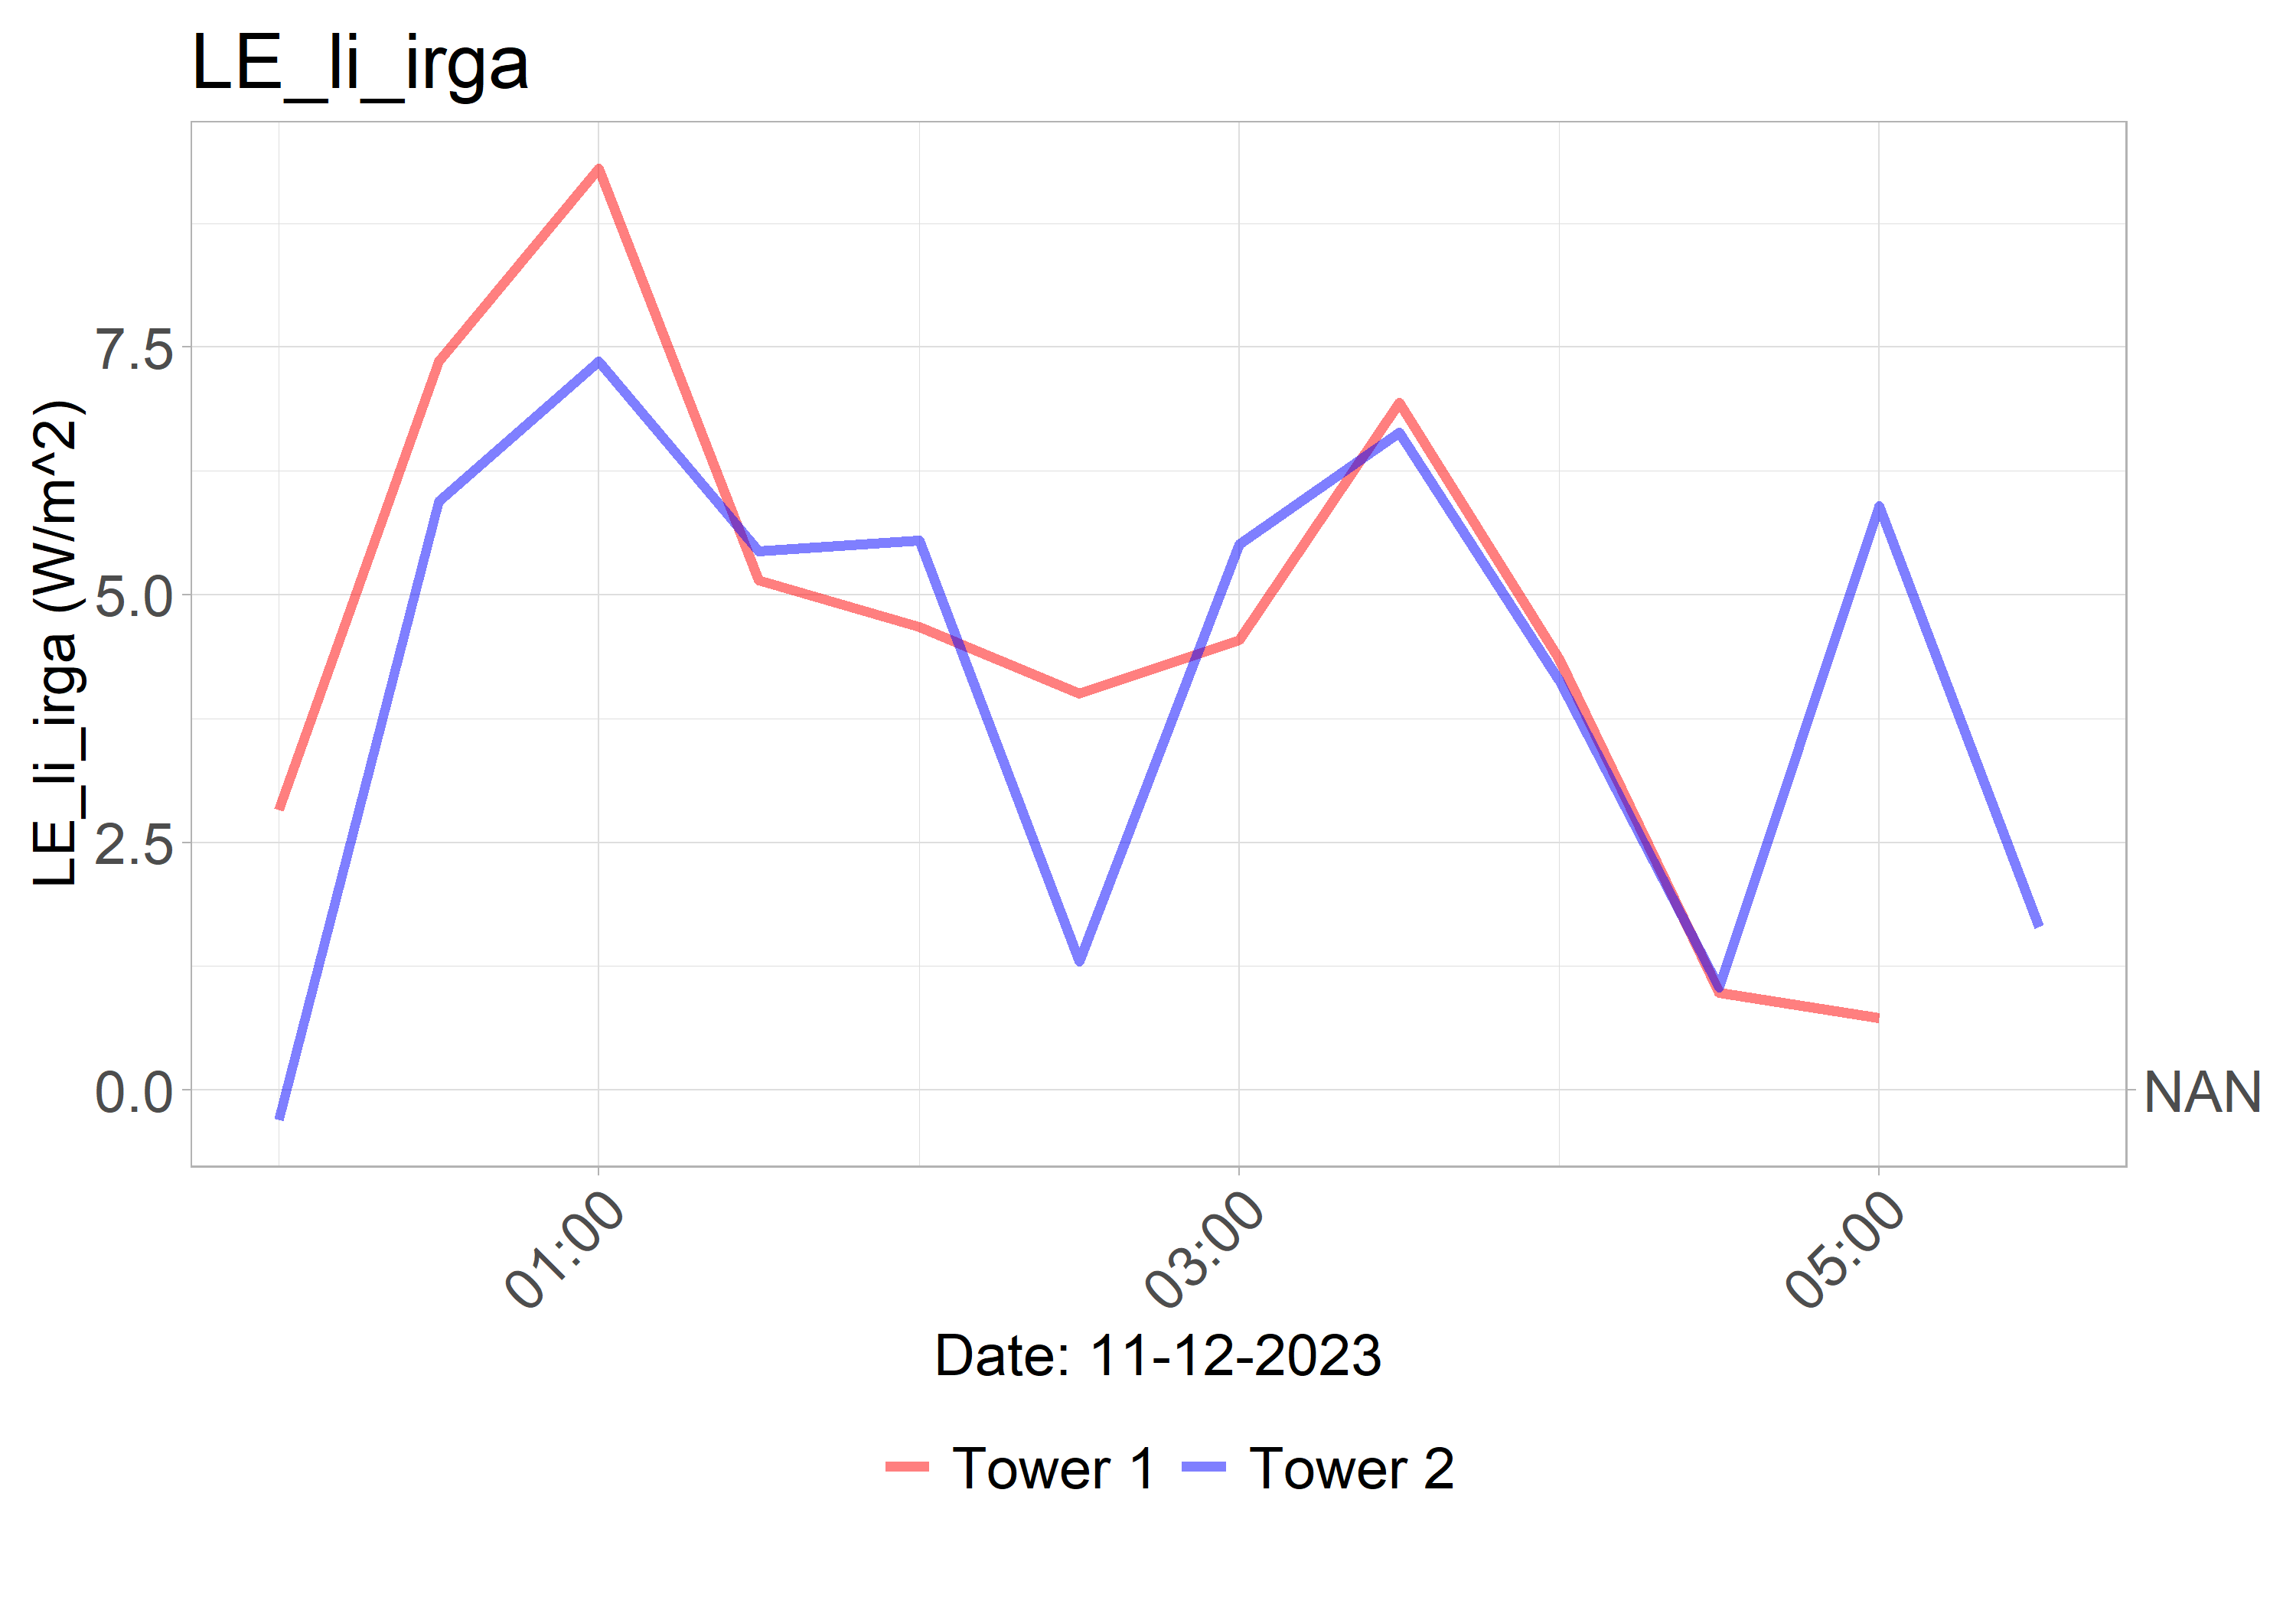 LE_li_irga
LE_li_irga (W/m^2)
7.5
5.0
2.5
0.0
NAN
01:00
03:00
05:00
Date: 11-12-2023
Tower 1
Tower 2